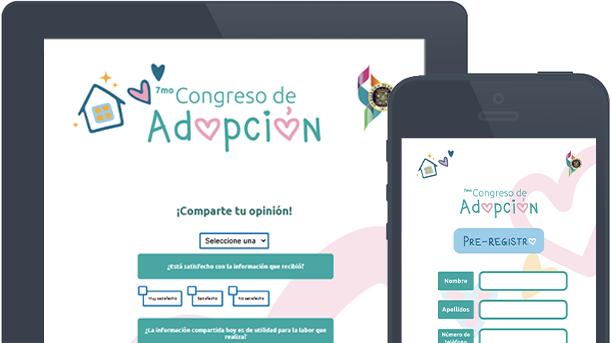 7mo Congreso de
Adopción
¡Comparte tu opinión!
Seleccione una
¿Está satisfecho con la información que recibió?
Muy satisfecho
Satisfecho
No satisfecho
¿La información compartida hoy es de utilidad para la labor que
realiza?
7mo Congreso de
Adopción
PRE-REGISTRO
Nombre
Apellidos
Número de
teléfono